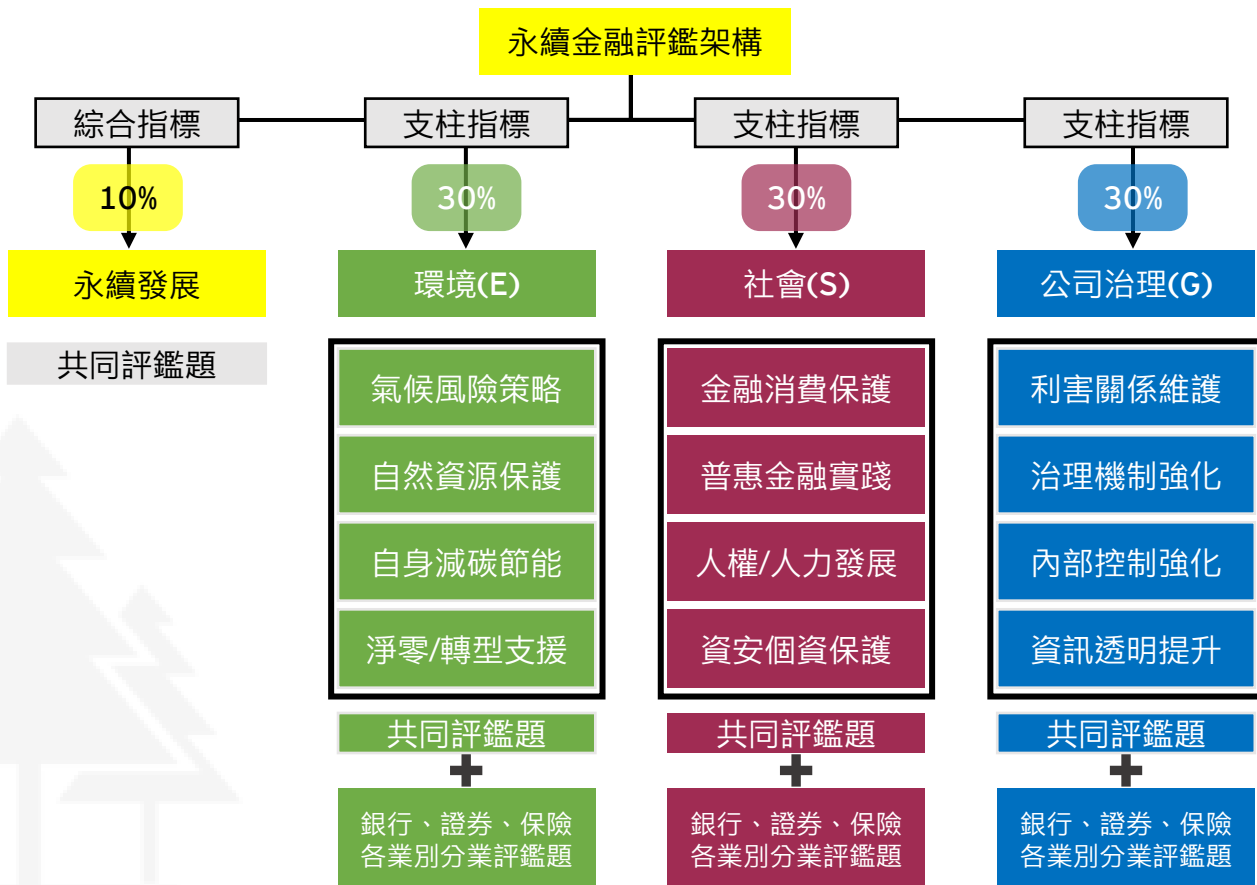 永續金融評鑑架構
綜合指標
支柱指標
支柱指標
支柱指標
10%
30%
30%
30%
永續發展
環境(E)
社會(S)
公司治理(G)
共同評鑑題
氣候風險策略
自然資源保護
自身減碳節能
淨零/轉型支援
共同評鑑題
+
銀行、證券、保險
各業別分業評鑑題
金融消費保護
普惠金融實踐
人權/人力發展
資安個資保護
共同評鑑題
+
銀行、證券、保險
各業別分業評鑑題
利害關係維護
治理機制強化
內部控制強化
資訊透明提升
共同評鑑題
+
銀行、證券、保險
各業別分業評鑑題